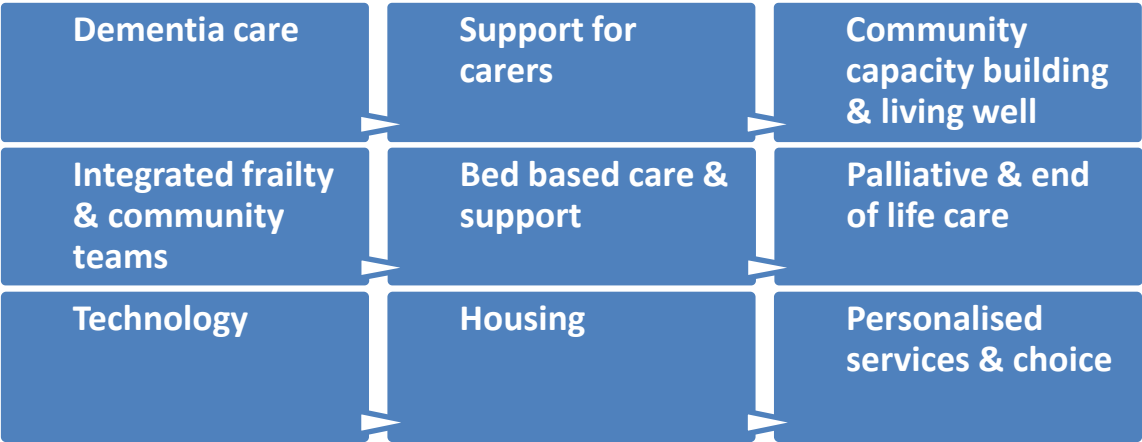 Dementia care
Support for
carers
Community
capacity building
& living well
Integrated frailty
& community
teams
Bed based care &
support
Palliative & end
of life care
Technology
Housing
Personalised
services & choice